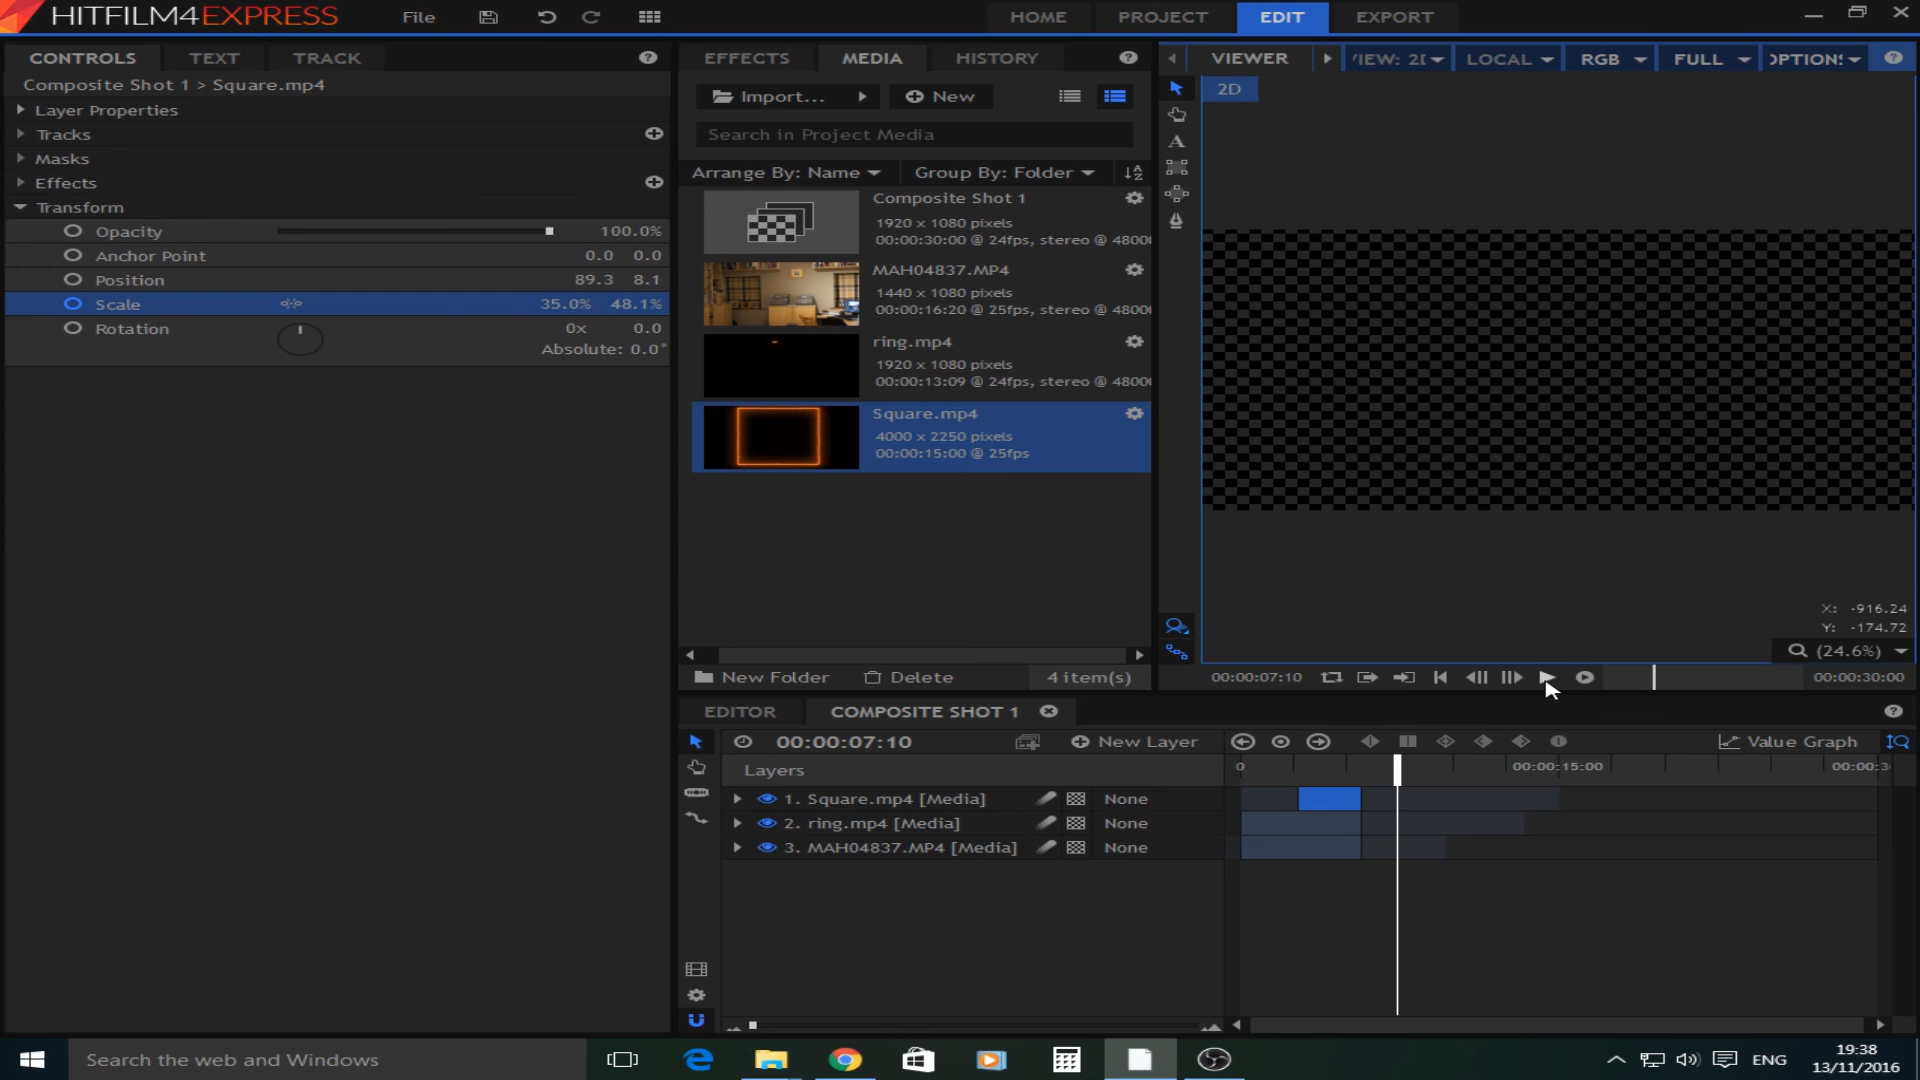 HITFILM4EXPRESS
File
HOME
PROJECT
EDIT
EXPORT
CONTROLS
TEXT
TRACK
EFFECTS
MEDIA
HISTORY
VIEWER
LOCAL
RGB
FULL
Composite Shot 1 > Square.mp4
Layer Properties
Tracks
Masks
Effects
Transform
Opacity 100.0%
Anchor Point 0.0 0.0
Position 89.3 8.1
Scale 35.0% 48.1%
Rotation 0x 0.0
Absolute: 0.0°
Import...
New
Search in Project Media
Arrange By: Name
Group By: Folder
Composite Shot 1
1920 x 1080 pixels
00:00:30:00 @ 24fps, stereo @ 4800
MAH04837.MP4
1440 x 1080 pixels
00:00:16:20 @ 25fps, stereo @ 4800
ring.mp4
1920 x 1080 pixels
00:00:13:09 @ 24fps, stereo @ 4800
Square.mp4
4000 x 2250 pixels
00:00:15:00 @ 25fps
New Folder
Delete
4 item(s)
2D
X: -916.24
Y: -174.72
(24.6%)
00:00:07:10
00:00:30:00
EDITOR
COMPOSITE SHOT 1
00:00:07:10
New Layer
Value Graph
Layers
0
00:00:15:00
00:00:3
1. Square.mp4 [Media] None
2. ring.mp4 [Media] None
3. MAH04837.MP4 [Media] None
Search the web and Windows
ENG
19:38
13/11/2016